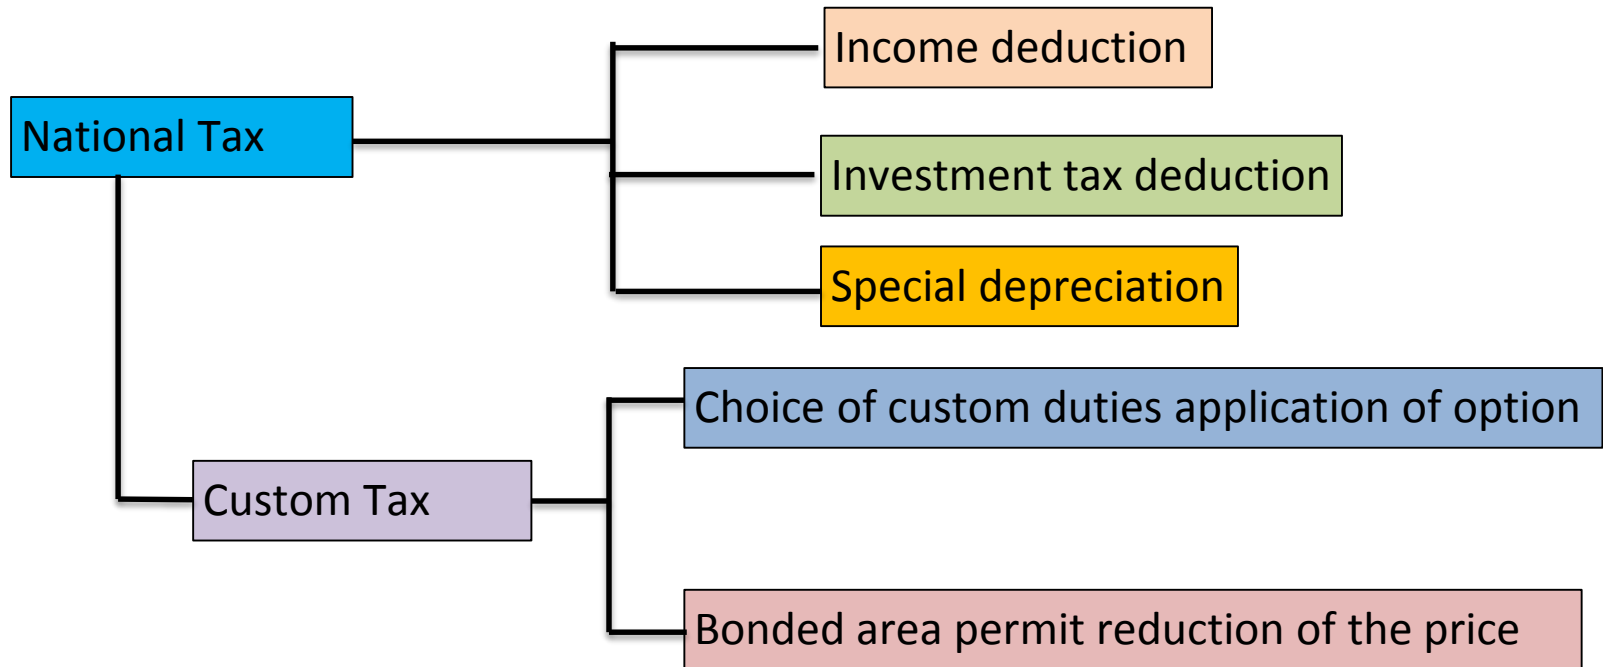 Income deduction
National Tax
Investment tax deduction
Special depreciation
Choice of custom duties application of option
Custom Tax
Bonded area permit reduction of the price